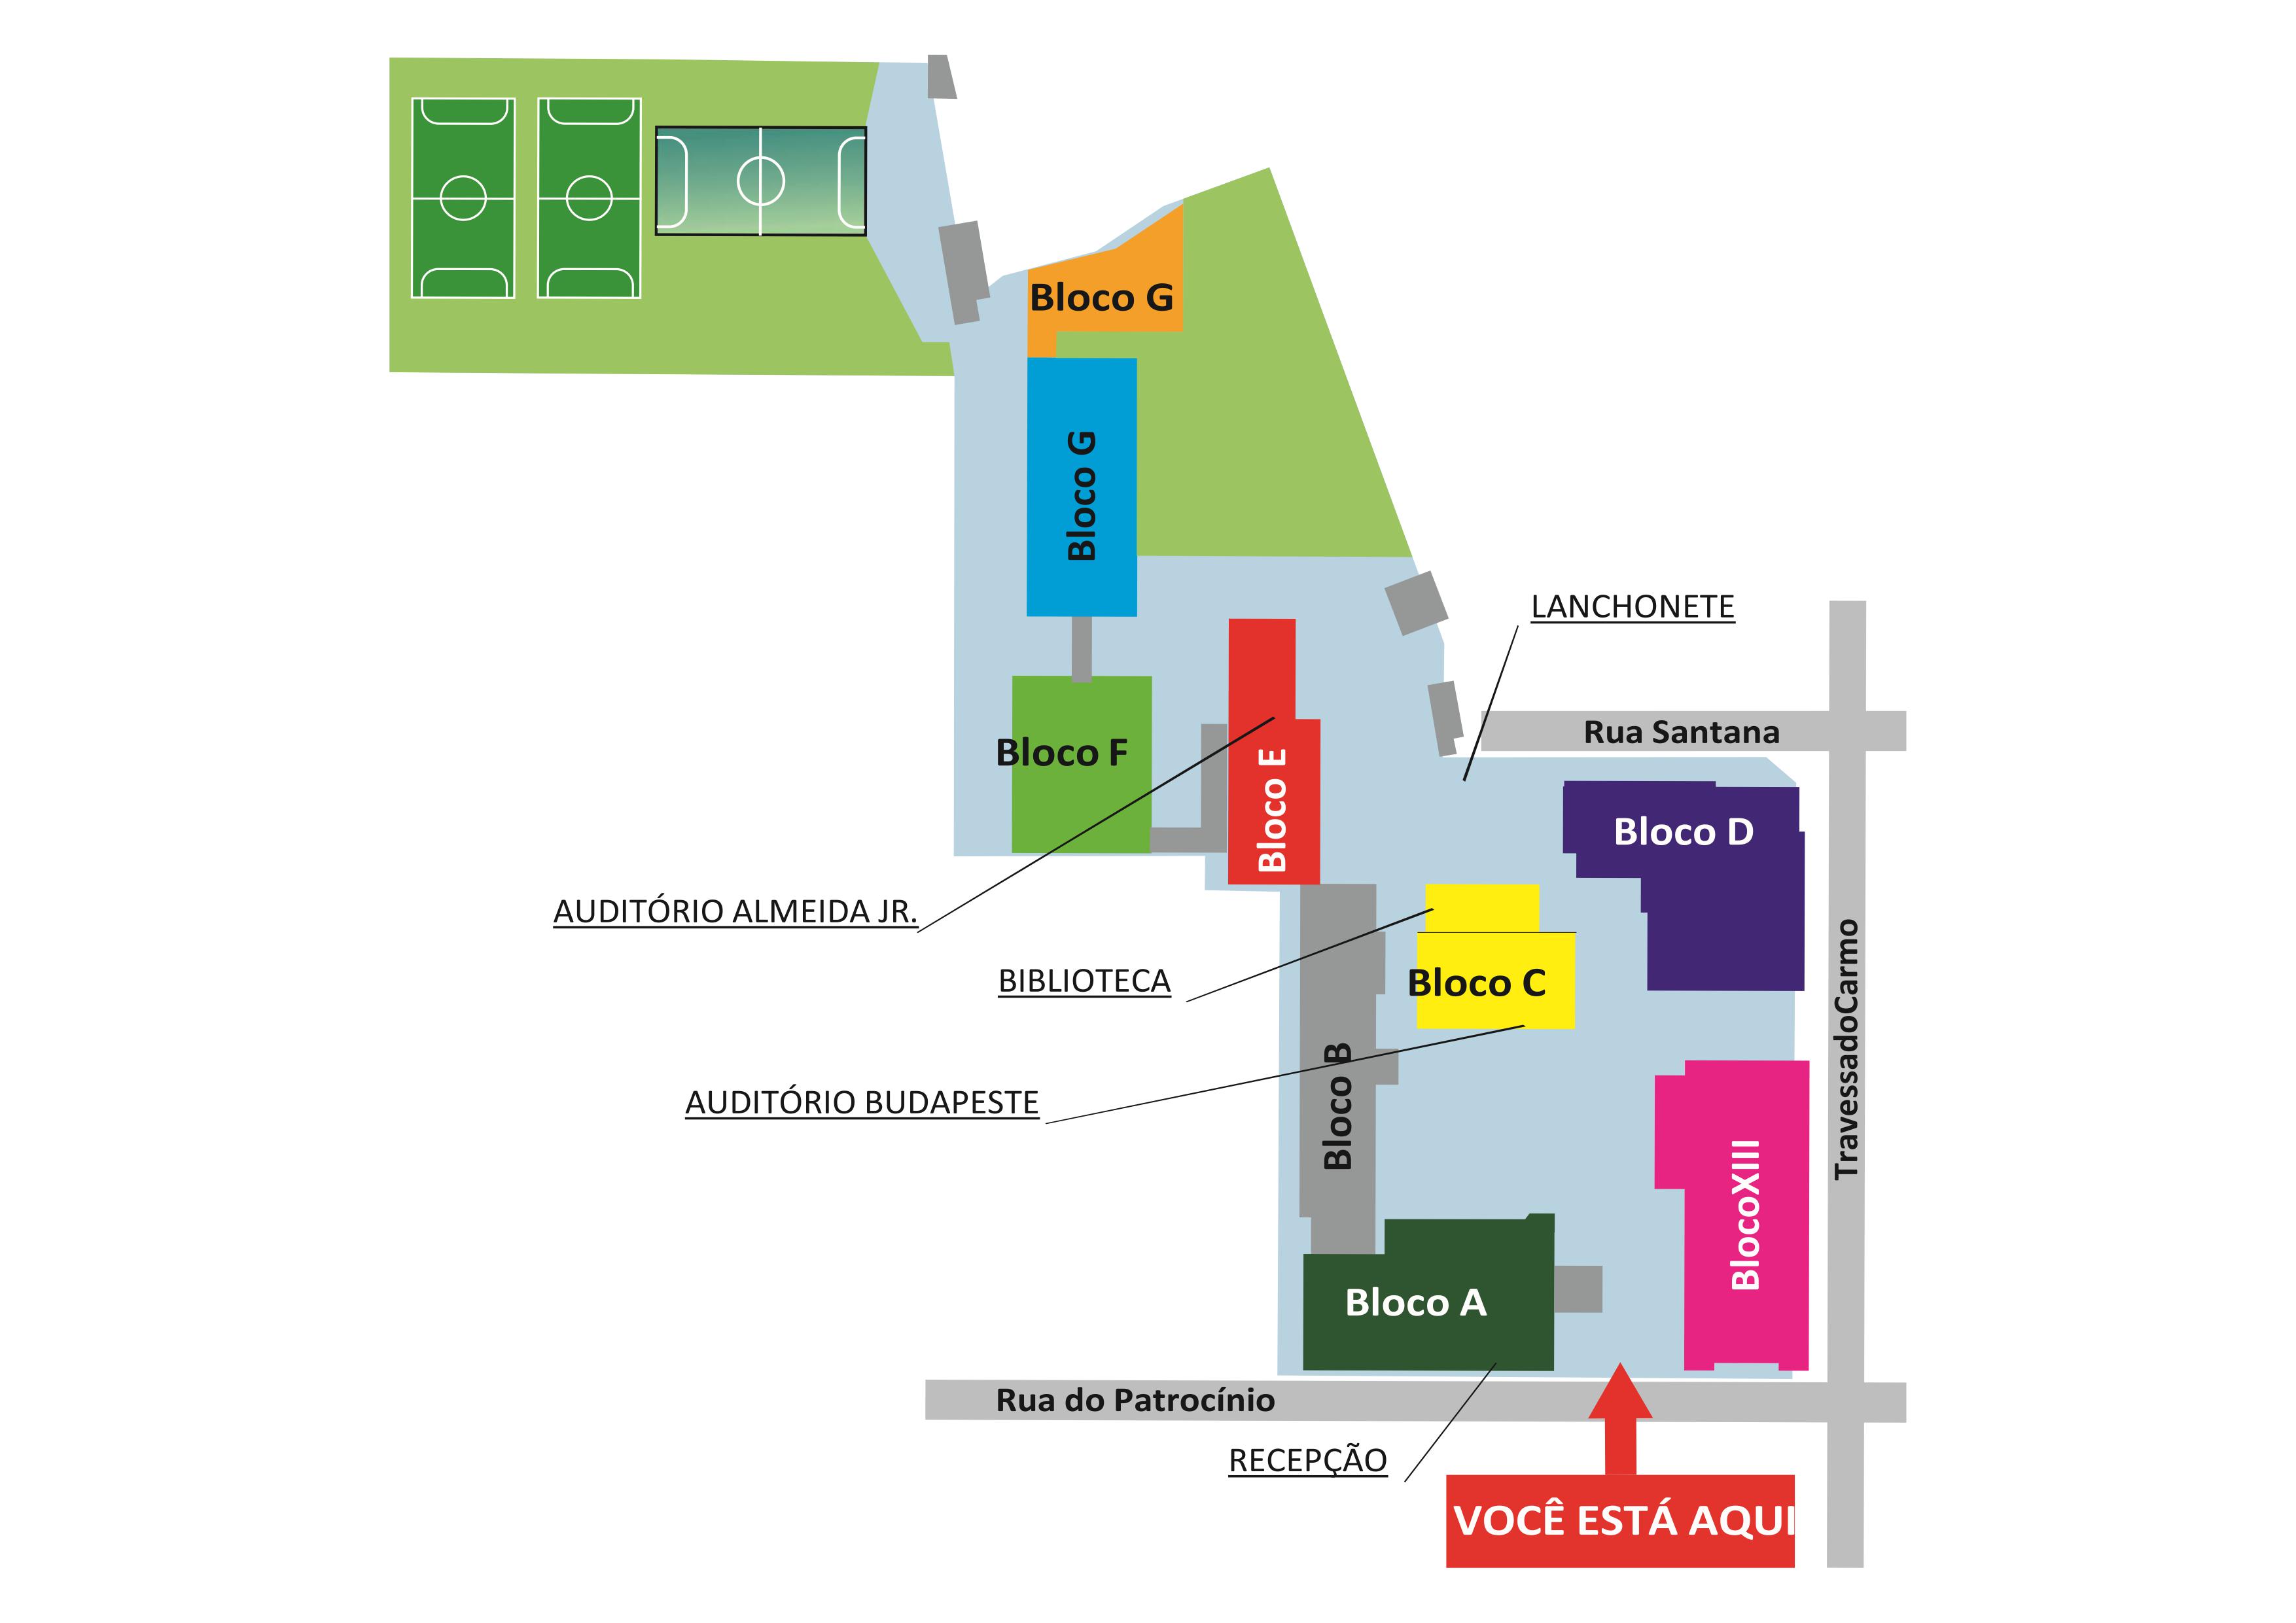 Bloco G
Bloco G
LANCHONETE
Rua Santana
Bloco F
Bloco E
Bloco D
AUDITÓRIO ALMEIDA JR.
BIBLIOTECA
Bloco C
TravessadoCarmo
AUDITÓRIO BUDAPESTE
Bloco B
BlocoXIII
Bloco A
Rua do Patrocínio
RECEPÇÃO
VOCÊ ESTÁ AQUI